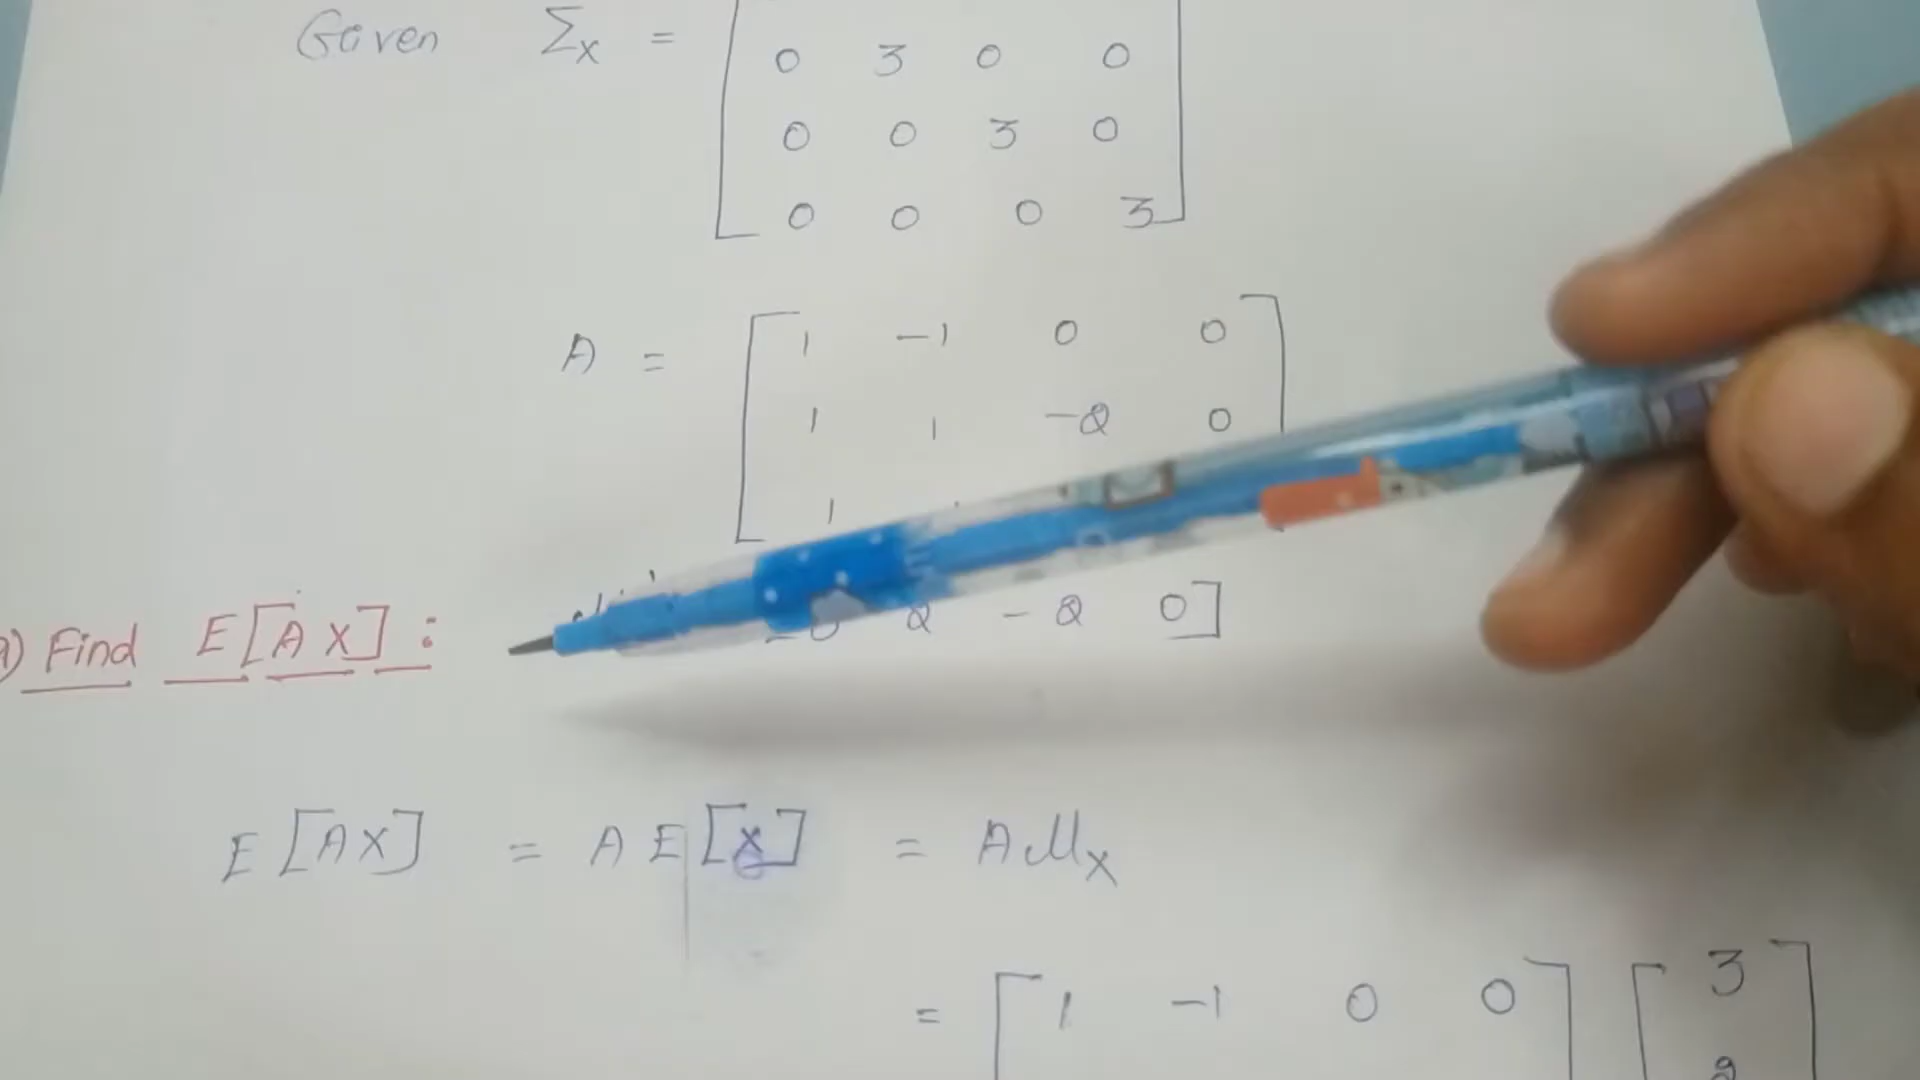 Given Σx =
0 3 0 0
0 0 3 0
0 0 0 3
A =
1 -1 0 0
1 1 -2 0
1
2 -2 0]
a) Find E[AX] :
E[AX] = A E[X] = Aμx
= [1 -1 0 0] [3
2